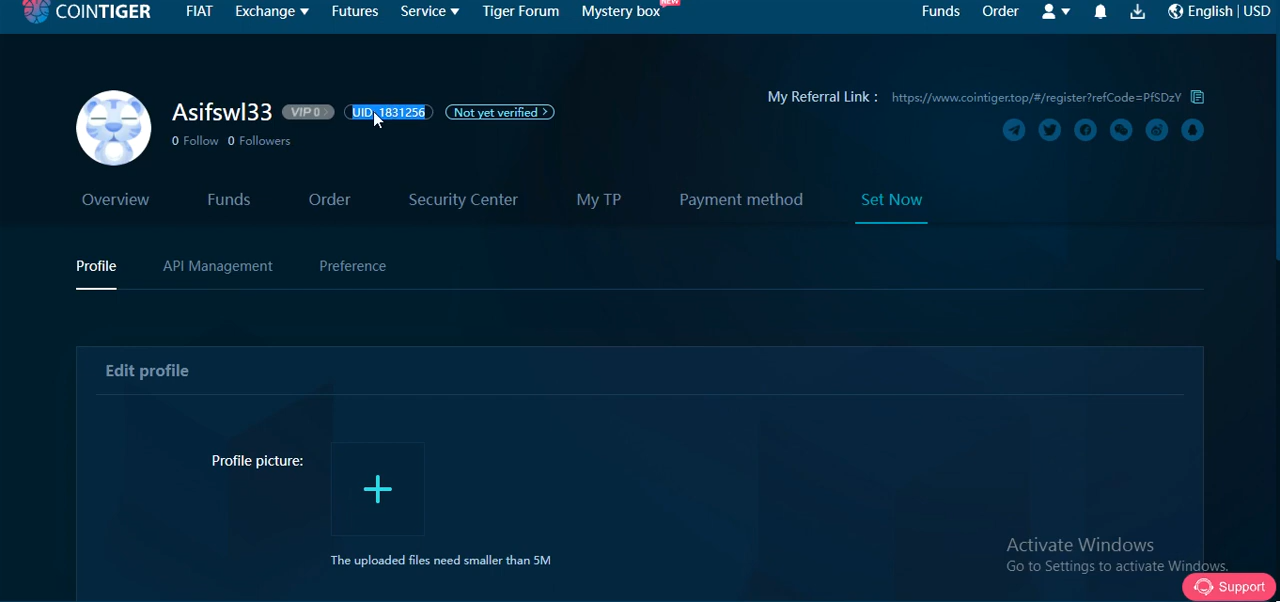 COINTIGER FIAT Exchange Futures Service Tiger Forum Mystery box NEW Funds Order English | USD
Asifswl33 VIP 0 UID: 1831256 Not yet verified
0 Follow 0 Followers
My Referral Link : https://www.cointiger.top/#/register?refCode=PfSDzY
Overview Funds Order Security Center My TP Payment method Set Now
Profile API Management Preference
Edit profile
Profile picture:
The uploaded files need smaller than 5M
Activate Windows
Go to Settings to activate Windows.
Support